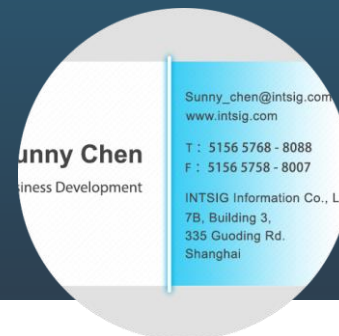 unny Chen
siness Development
Sunny_chen@intsig.com
www.intsig.com
T : 5156 5768 - 8088
F : 5156 5758 - 8007
INTSIG Information Co., L
7B, Building 3,
335 Guoding Rd.
Shanghai